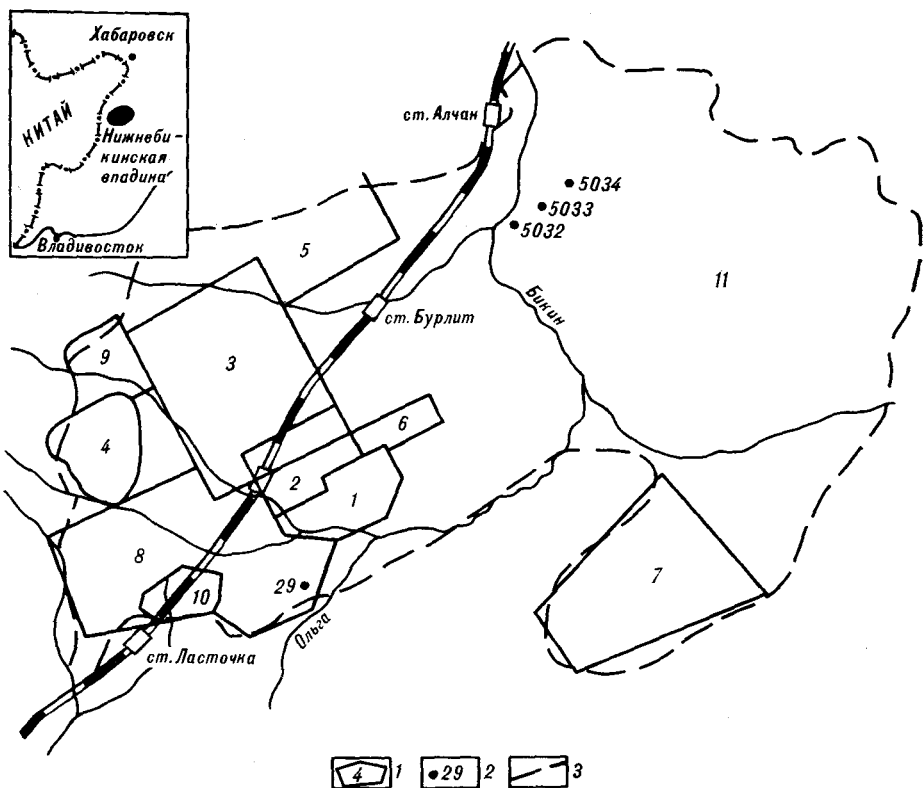 Хабаровск
КИТАЙ
Нижнеби-
кинская
впадина
Владивосток
ст. Алчан
5034
5033
5032
5
11
ст. Бурлит
Бикин
9
3
4
6
2
1
8
7
10
29
Ольга
ст. Ласточка
4 1
29 2
3